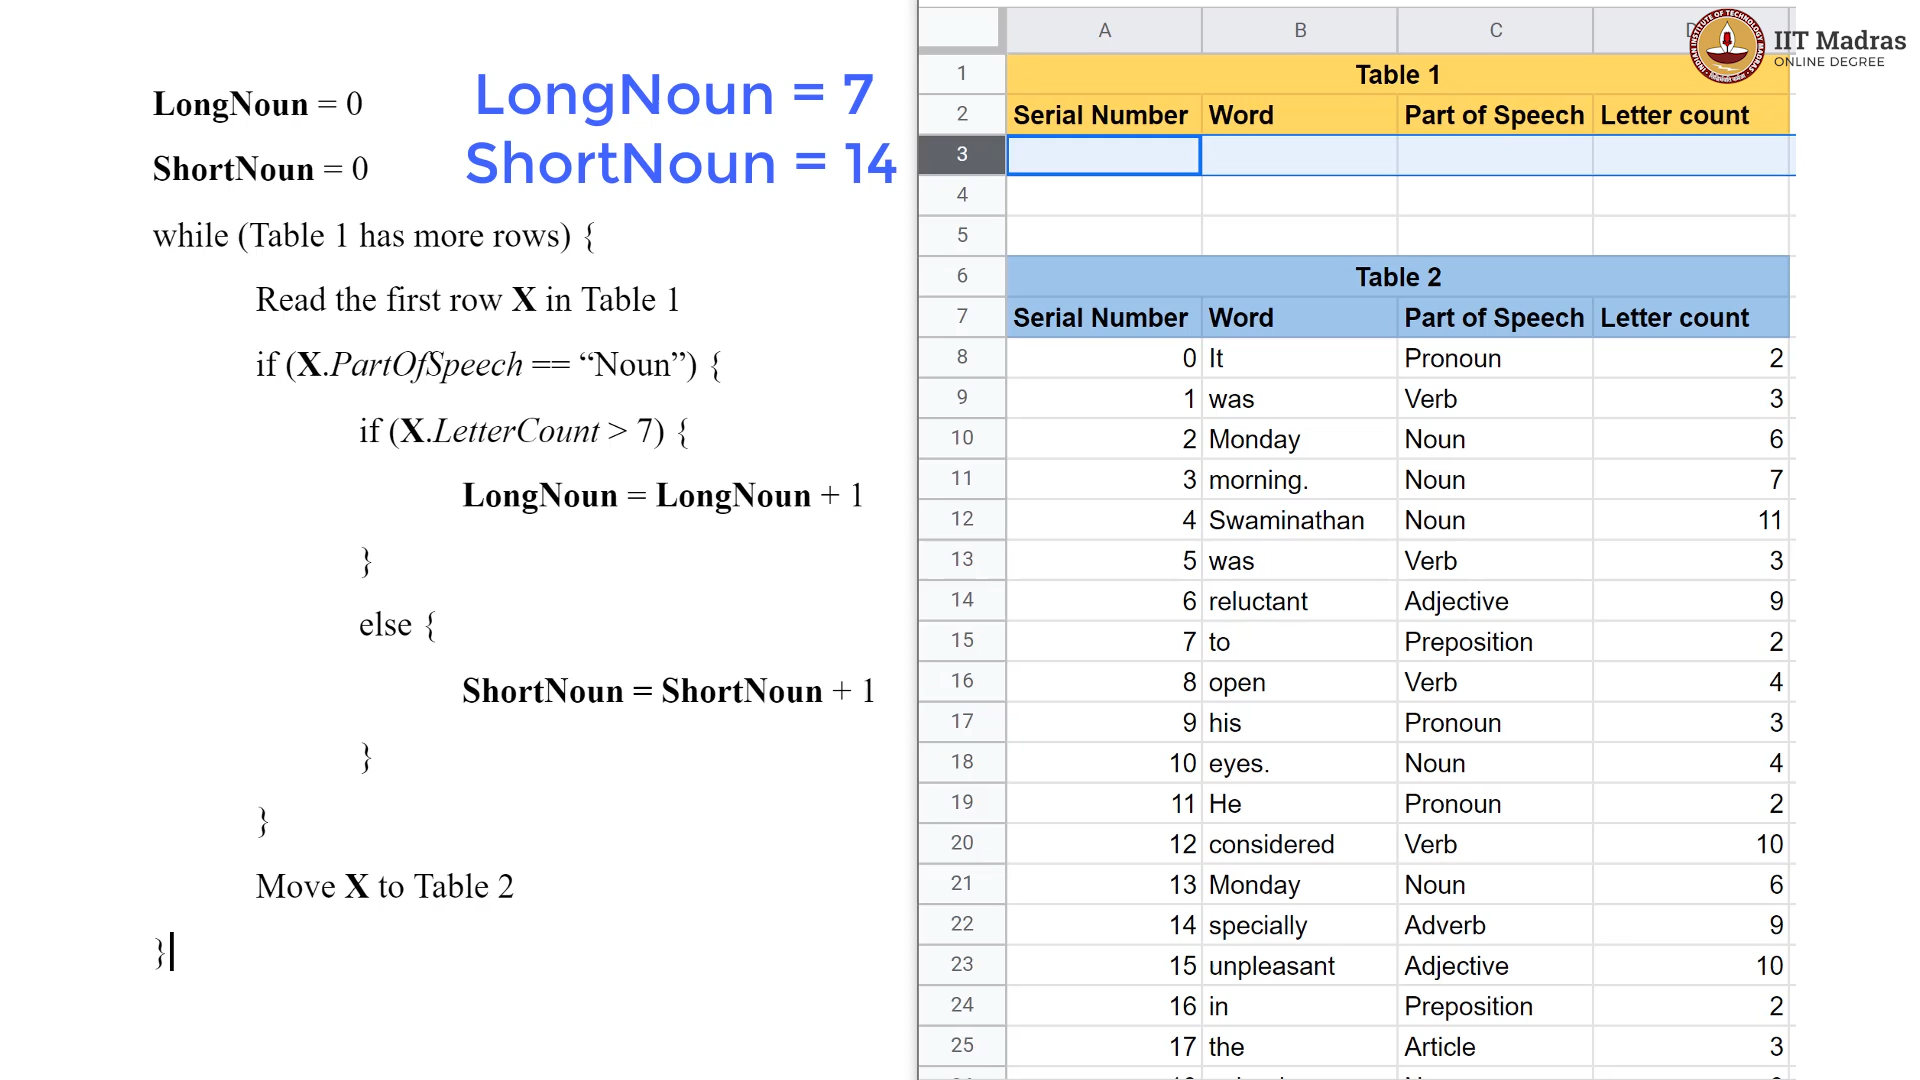 LongNoun = 0
LongNoun = 7
ShortNoun = 0
ShortNoun = 14
while (Table 1 has more rows) {
Read the first row X in Table 1
if (X.PartOfSpeech == “Noun”) {
if (X.LetterCount > 7) {
LongNoun = LongNoun + 1
}
else {
ShortNoun = ShortNoun + 1
}
}
Move X to Table 2
}
IIT Madras
ONLINE DEGREE
A B C D
1 Table 1
2 Serial Number Word Part of Speech Letter count
3
4
5
6 Table 2
7 Serial Number Word Part of Speech Letter count
8 0 It Pronoun 2
9 1 was Verb 3
10 2 Monday Noun 6
11 3 morning. Noun 7
12 4 Swaminathan Noun 11
13 5 was Verb 3
14 6 reluctant Adjective 9
15 7 to Preposition 2
16 8 open Verb 4
17 9 his Pronoun 3
18 10 eyes. Noun 4
19 11 He Pronoun 2
20 12 considered Verb 10
21 13 Monday Noun 6
22 14 specially Adverb 9
23 15 unpleasant Adjective 10
24 16 in Preposition 2
25 17 the Article 3